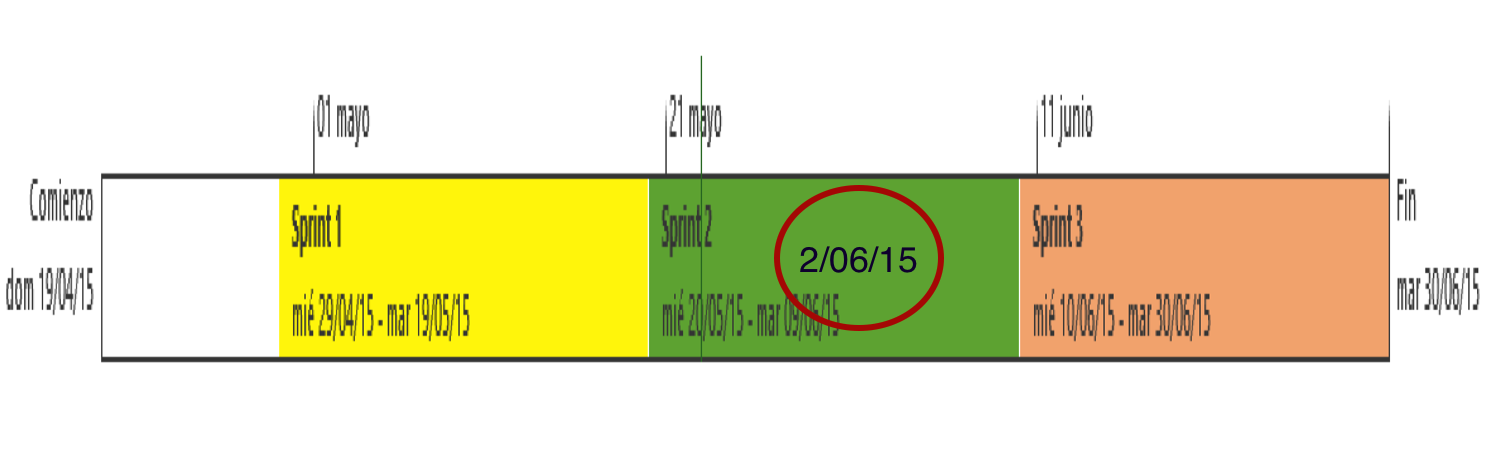 01 mayo
21 mayo
11 junio
Comienzo
dom 19/04/15
Sprint 1
mié 29/04/15 - mar 19/05/15
Sprint 2
mié 20/05/15 - mar 09/06/15
2/06/15
Sprint 3
mié 10/06/15 - mar 30/06/15
Fin
mar 30/06/15